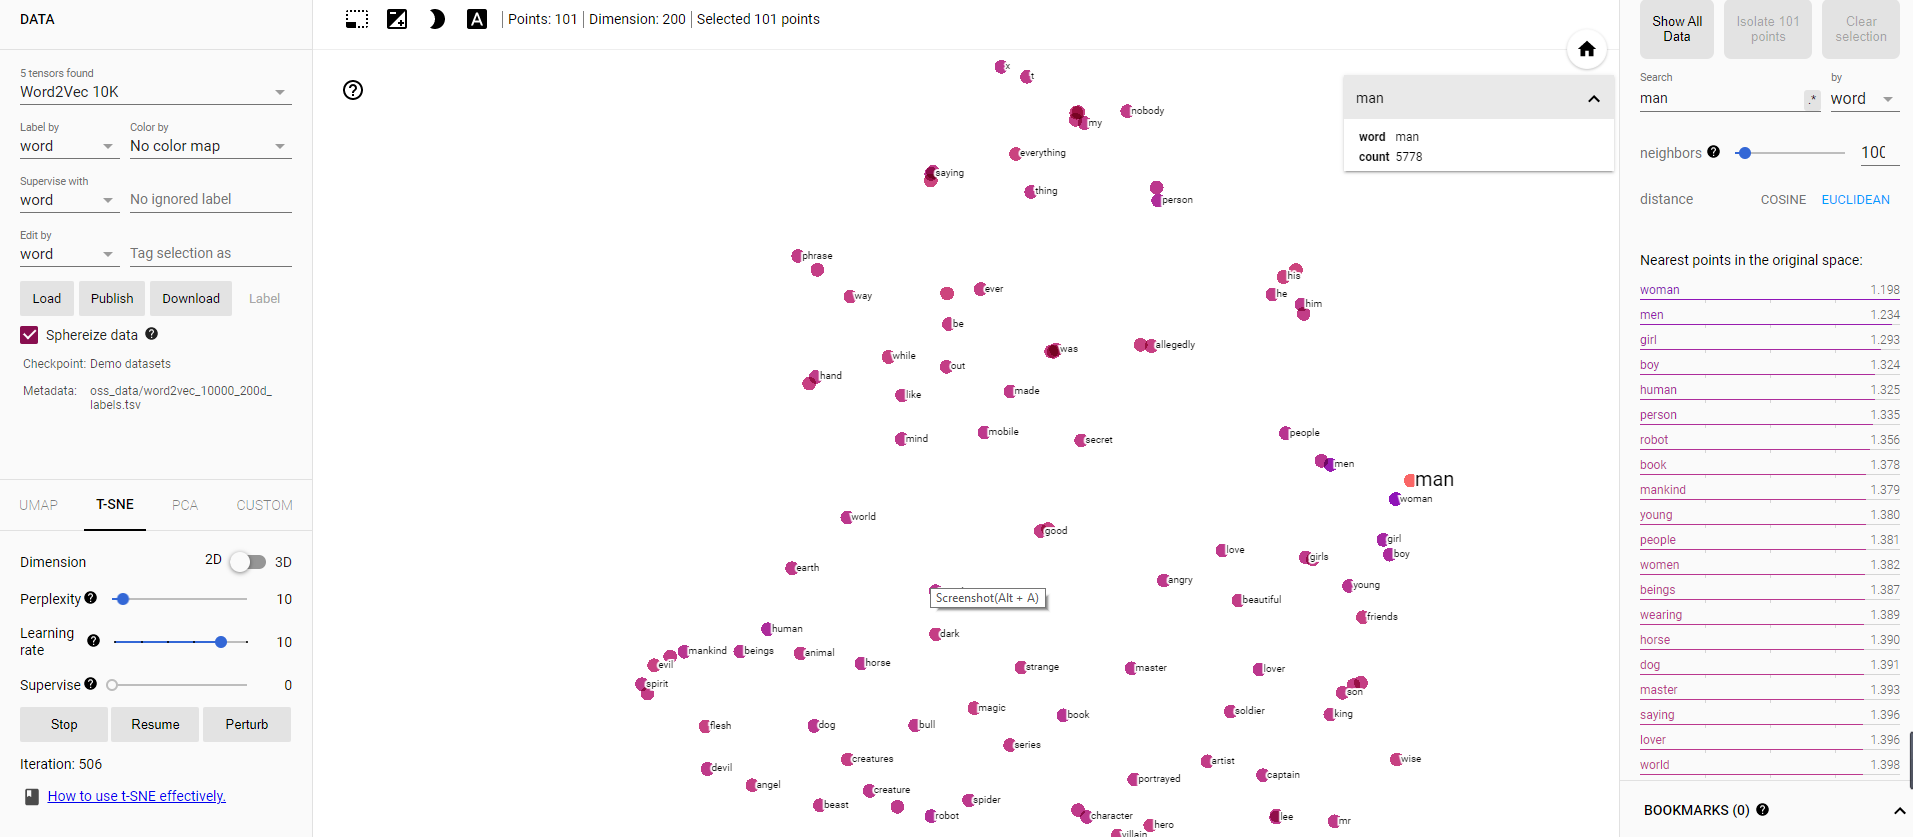 DATA
5 tensors found
Word2Vec 10K
Label by
Color by
word
No color map
Supervise with
word
No ignored label
Edit by
word
Tag selection as
Load
Publish
Download
Label
Sphereize data
Checkpoint: Demo datasets
Metadata: oss_data/word2vec_10000_200d_
labels.tsv
UMAP
T-SNE
PCA
CUSTOM
Dimension 2D 3D
Perplexity 10
Learning
rate 10
Supervise 0
Stop
Resume
Perturb
Iteration: 506
How to use t-SNE effectively.
A
Points: 101 | Dimension: 200 | Selected 101 points
x
t
my
nobody
everything
saying
thing
person
phrase
way
ever
his
he
him
be
while
was
allegedly
out
hand
like
made
mind
mobile
secret
people
men
man
woman
world
good
girl
love
girls
boy
earth
angry
young
beautiful
Screenshot(Alt + A)
friends
human
dark
mankind
beings
animal
evil
horse
strange
master
lover
spirit
son
magic
book
soldier
king
flesh
dog
bull
series
creatures
artist
wise
devil
captain
portrayed
angel
creature
beast
spider
robot
character
lee
hero
mr
villain
man
word man
count 5778
Show All
Data
Isolate 101
points
Clear
selection
Search
by
man
.*
word
neighbors 100
distance COSINE EUCLIDEAN
Nearest points in the original space:
woman 1.198
men 1.234
girl 1.293
boy 1.324
human 1.325
person 1.335
robot 1.356
book 1.378
mankind 1.379
young 1.380
people 1.381
women 1.382
beings 1.387
wearing 1.389
horse 1.390
dog 1.391
master 1.393
saying 1.396
lover 1.396
world 1.398
BOOKMARKS (0)